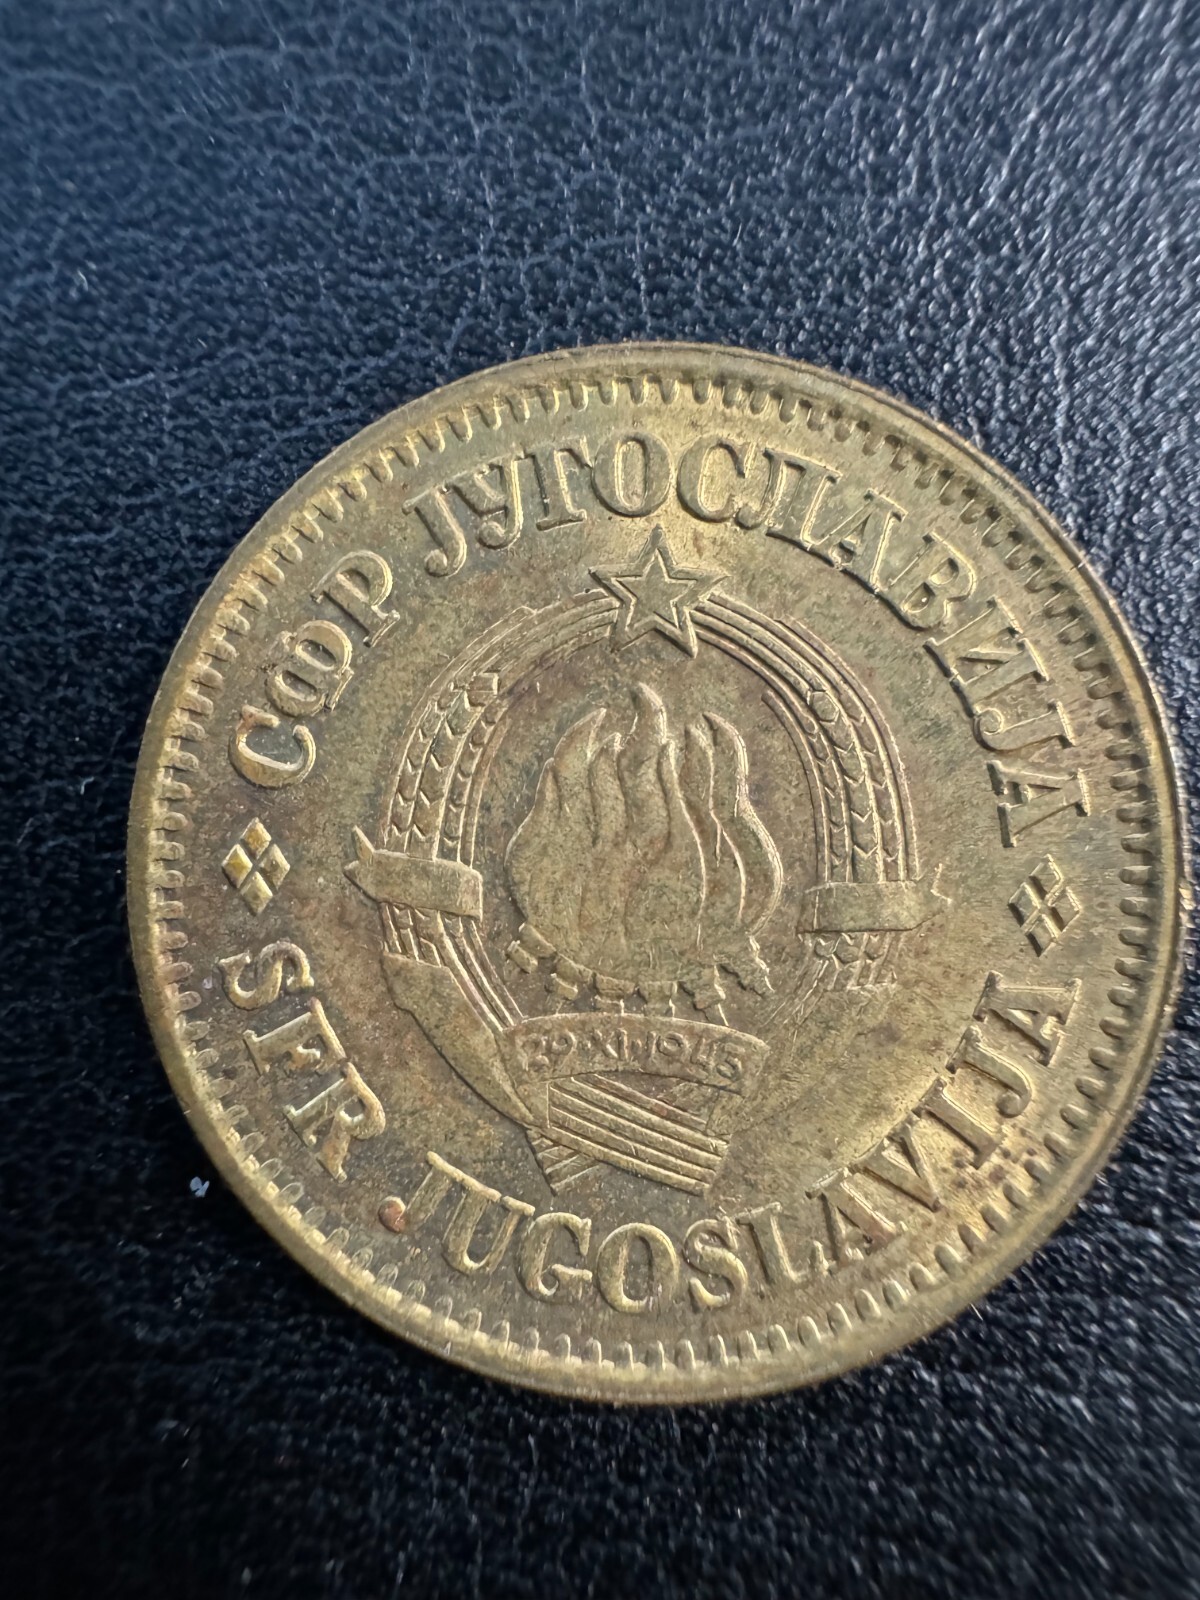 СФР ЈУГОСЛАВИЈА
29·XI·1943
SFR JUGOSLAVIJA